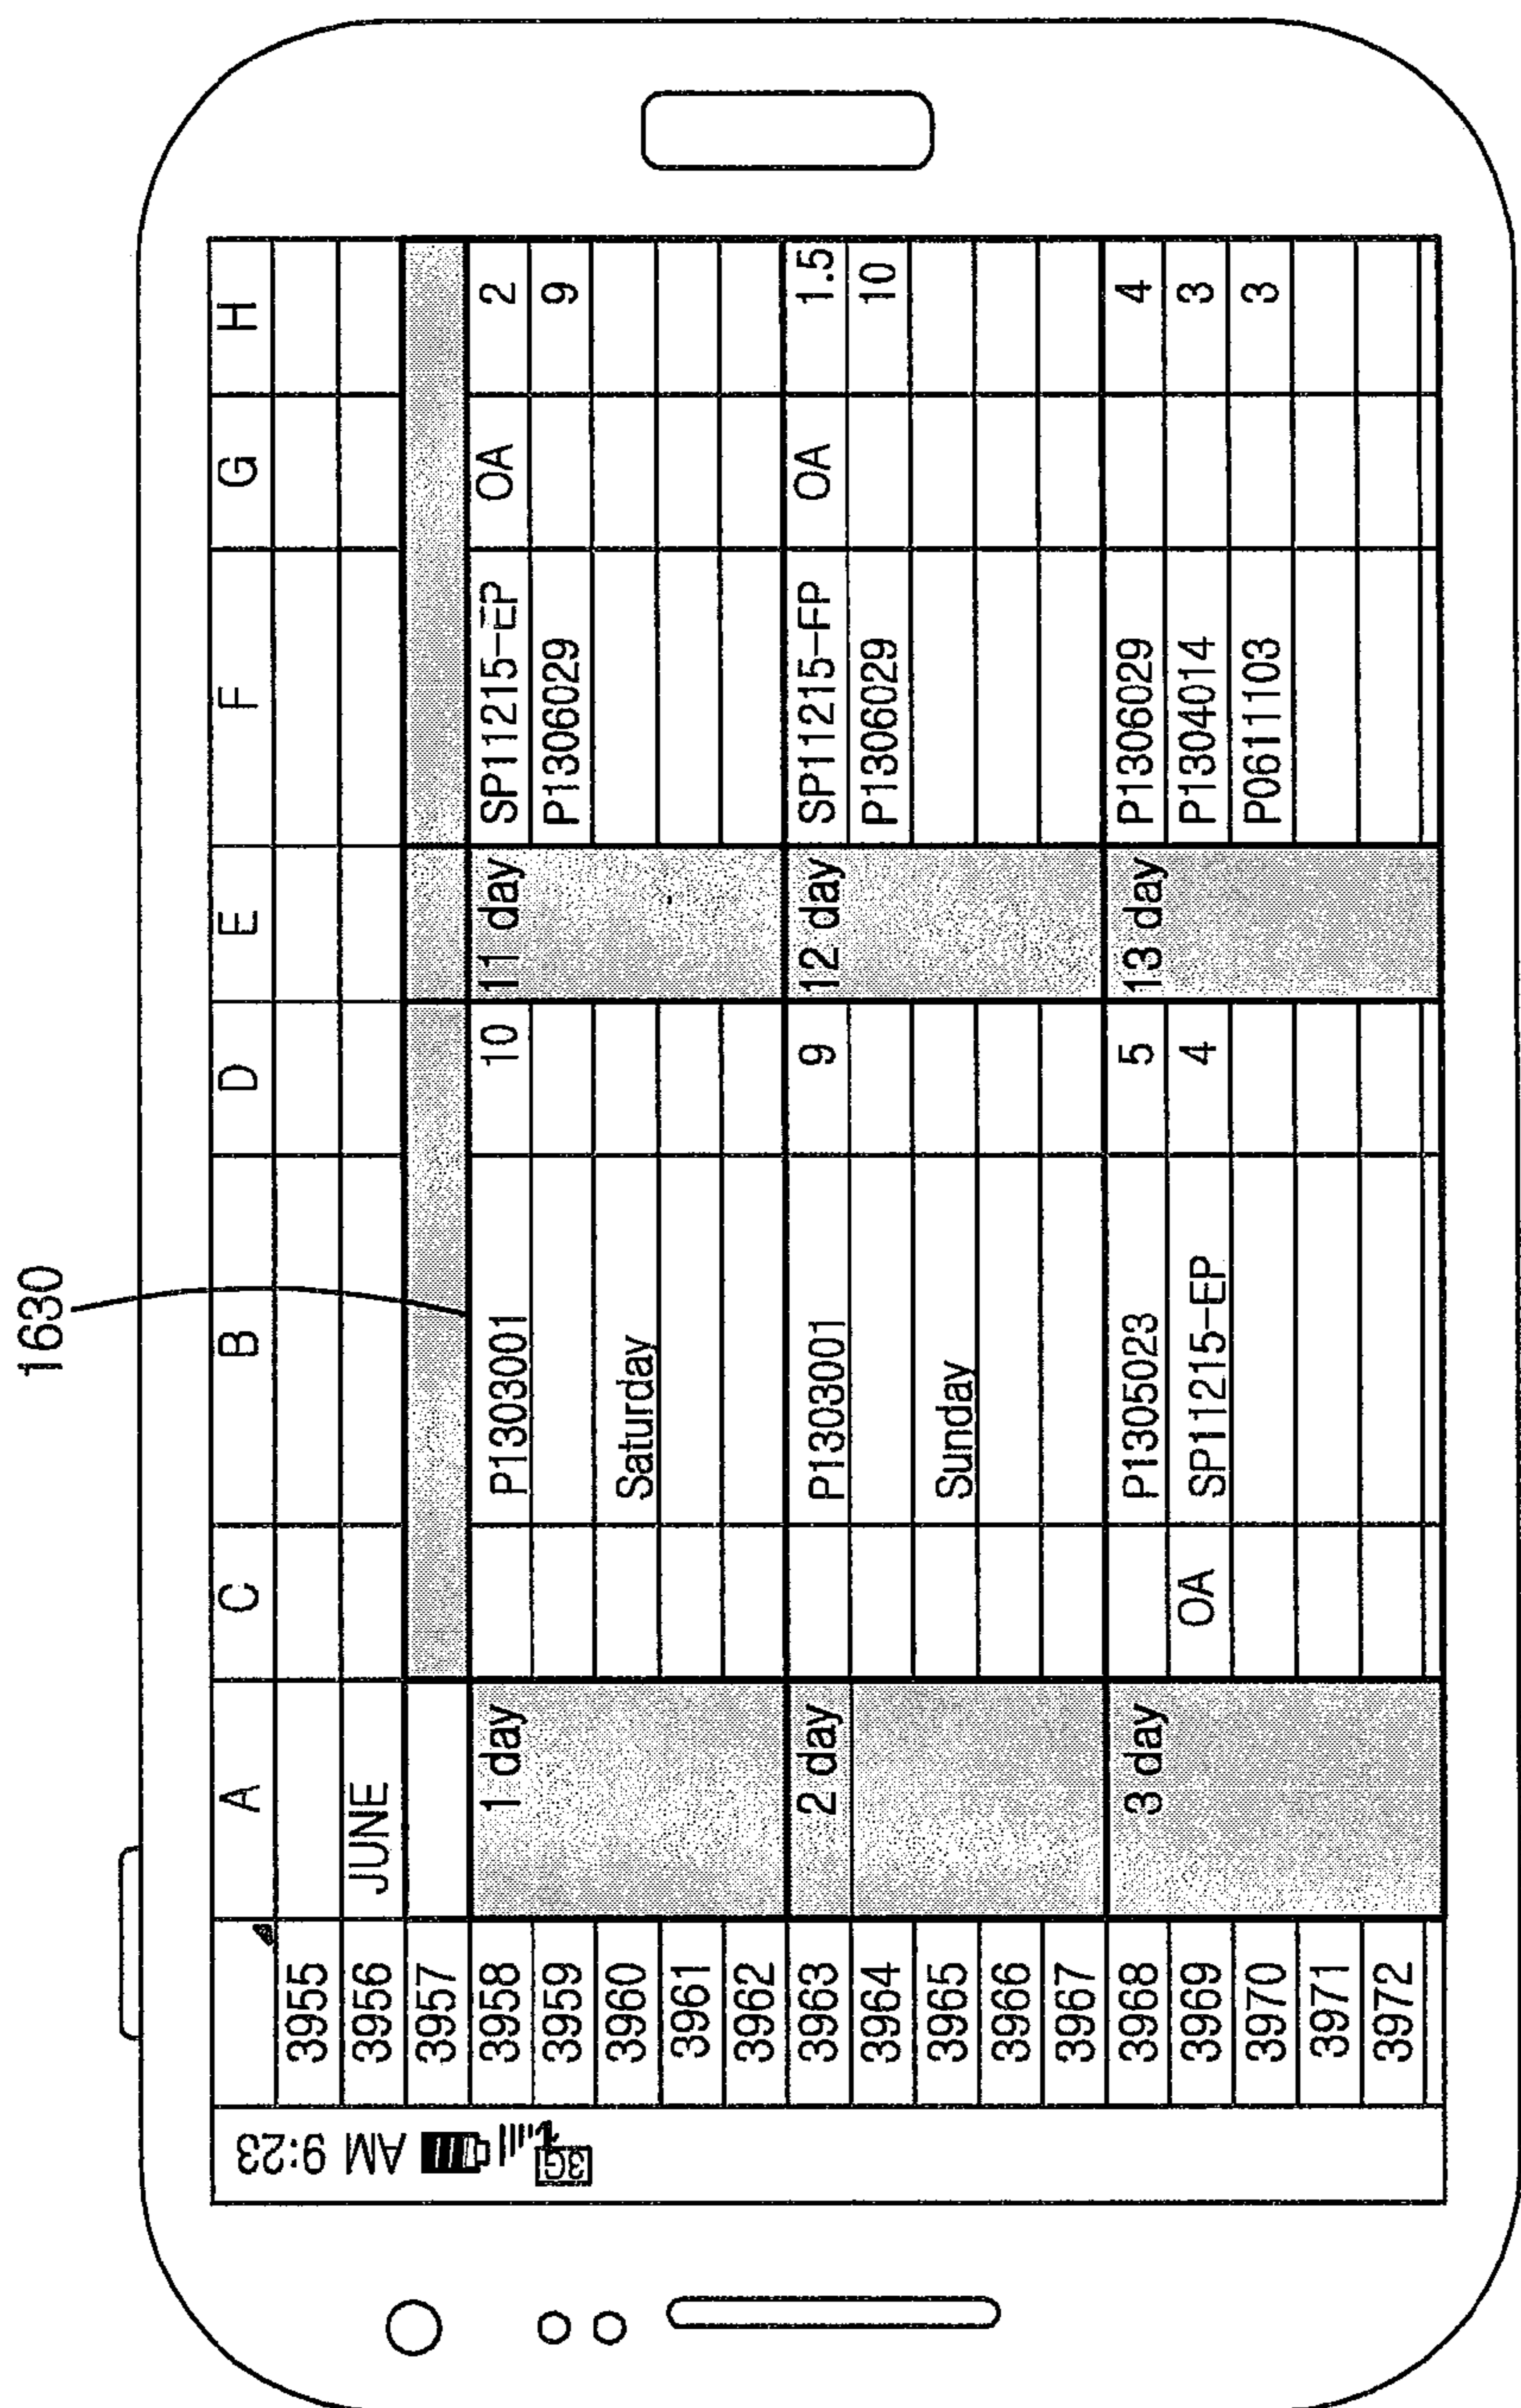 1630
A C B D E F G H
3955
3956 JUNE
3957
3958 1 day P1303001 10 11 day SP11215-EP OA 2
3959 P1306029 9
3960 Saturday
3961
3962
3963 2 day P1303001 9 12 day SP11215-FP OA 1.5
3964 P1306029 10
3965 Sunday
3966
3967
3968 3 day P1305023 5 13 day P1306029 4
3969 OA SP11215-EP 4 P1304014 3
3970 P0611103 3
3971
3972
3G AM 9:23